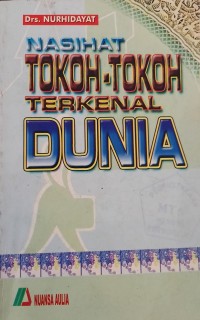 Drs. NURHIDAYAT
NASIHAT
TOKOH-TOKOH
TERKENAL
DUNIA
NUANSA AULIA